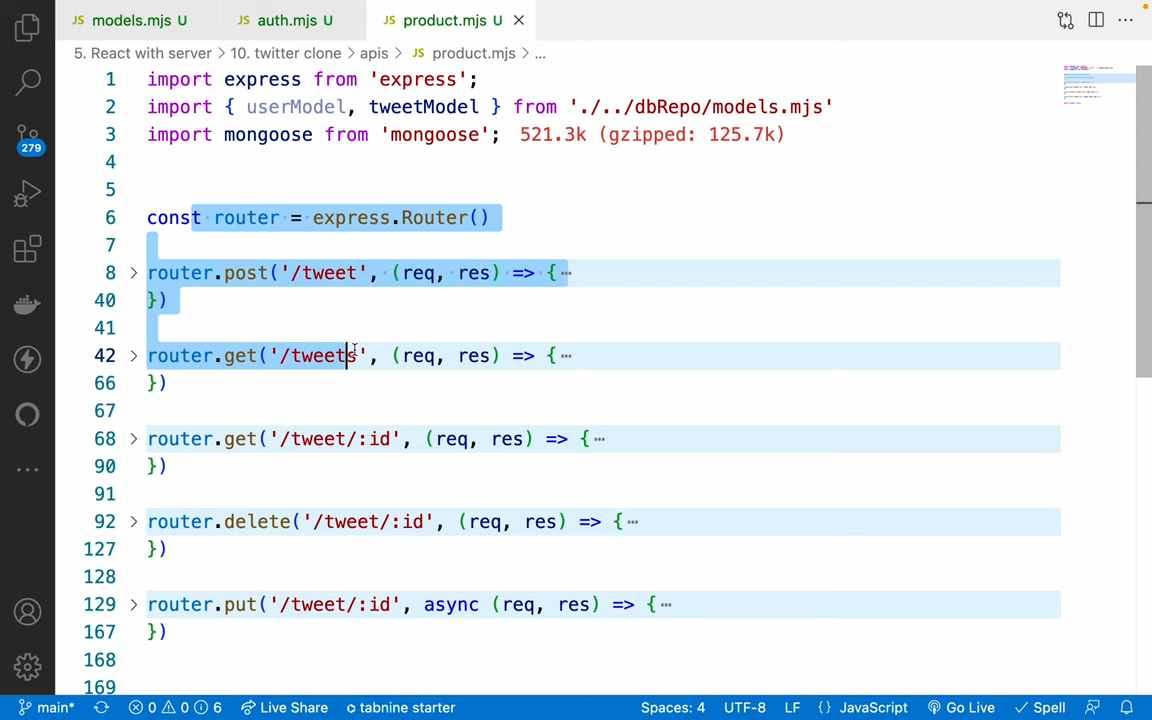 JS models.mjs U JS auth.mjs U JS product.mjs U
5. React with server > 10. twitter clone > apis > JS product.mjs > ...
1 import express from 'express';
2 import { userModel, tweetModel } from './../dbRepo/models.mjs'
3 import mongoose from 'mongoose'; 521.3k (gzipped: 125.7k)
4
5
6 const router = express.Router()
7
8 router.post('/tweet', (req, res) => {…
40 })
41
42 router.get('/tweets', (req, res) => {…
66 })
67
68 router.get('/tweet/:id', (req, res) => {…
90 })
91
92 router.delete('/tweet/:id', (req, res) => {…
127 })
128
129 router.put('/tweet/:id', async (req, res) => {…
167 })
168
169
279
main* 0 0 6 Live Share tabnine starter Spaces: 4 UTF-8 LF {} JavaScript Go Live Spell